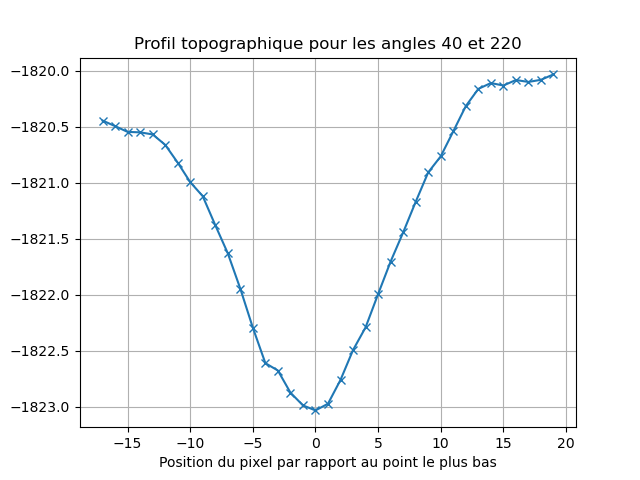 Profil topographique pour les angles 40 et 220
−1820.0
−1820.5
−1821.0
−1821.5
−1822.0
−1822.5
−1823.0
−15 −10 −5 0 5 10 15 20
Position du pixel par rapport au point le plus bas